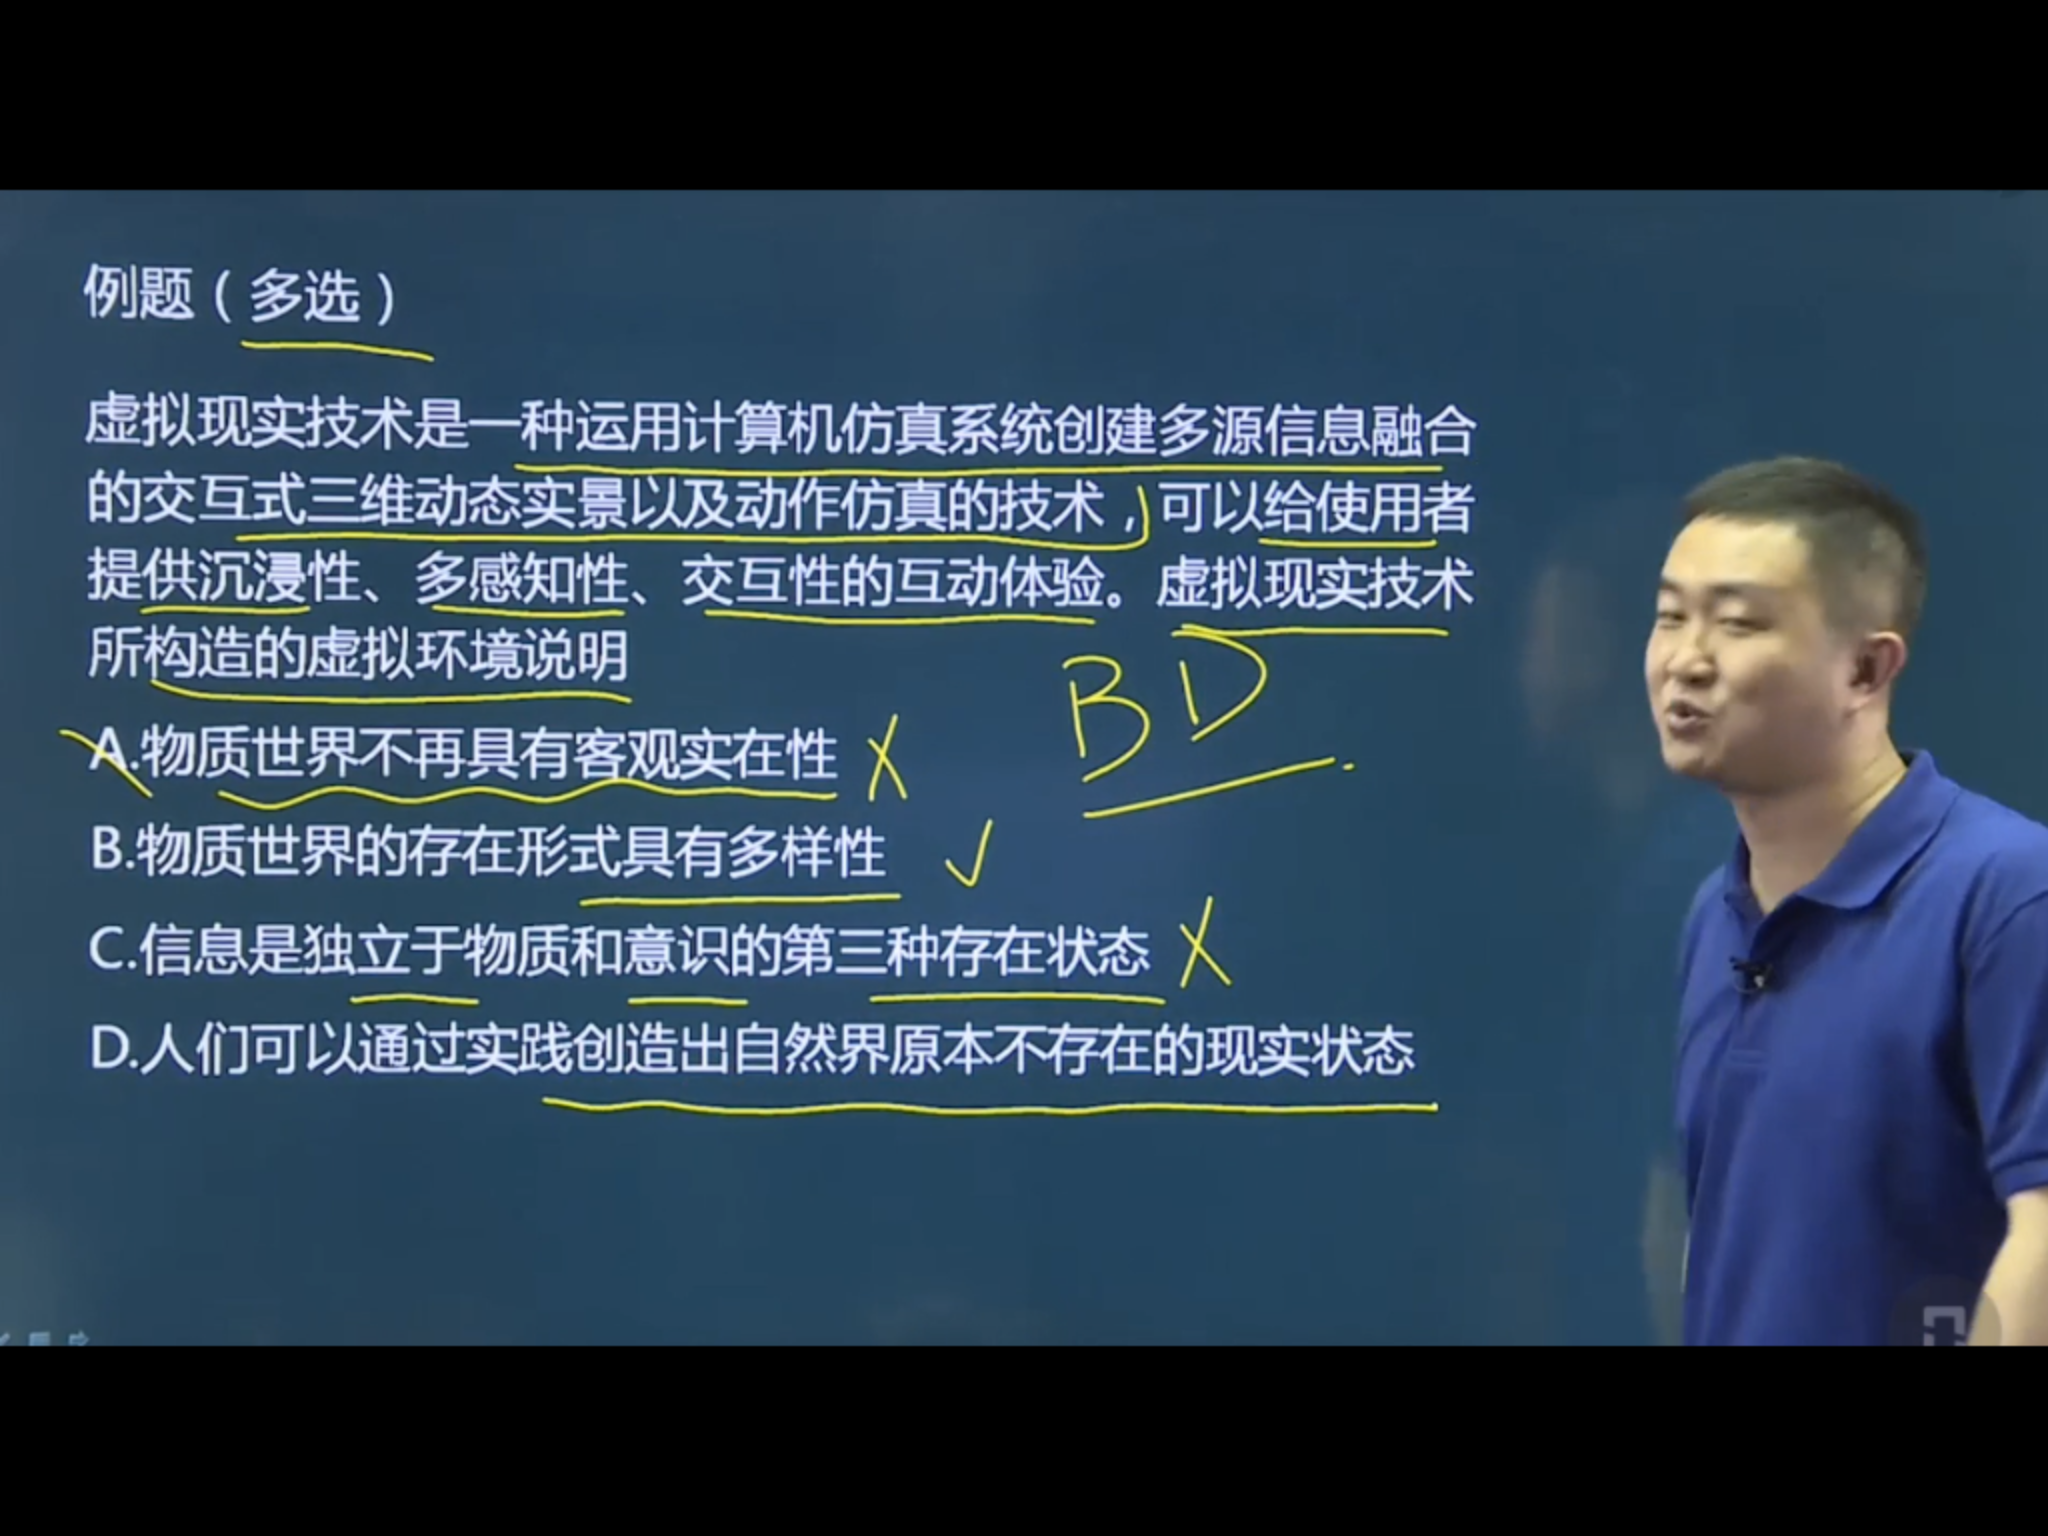 例题（多选）
虚拟现实技术是一种运用计算机仿真系统创建多源信息融合
的交互式三维动态实景以及动作仿真的技术，可以给使用者
提供沉浸性、多感知性、交互性的互动体验。虚拟现实技术
所构造的虚拟环境说明
BD
A.物质世界不再具有客观实在性
B.物质世界的存在形式具有多样性
C.信息是独立于物质和意识的第三种存在状态
D.人们可以通过实践创造出自然界原本不存在的现实状态